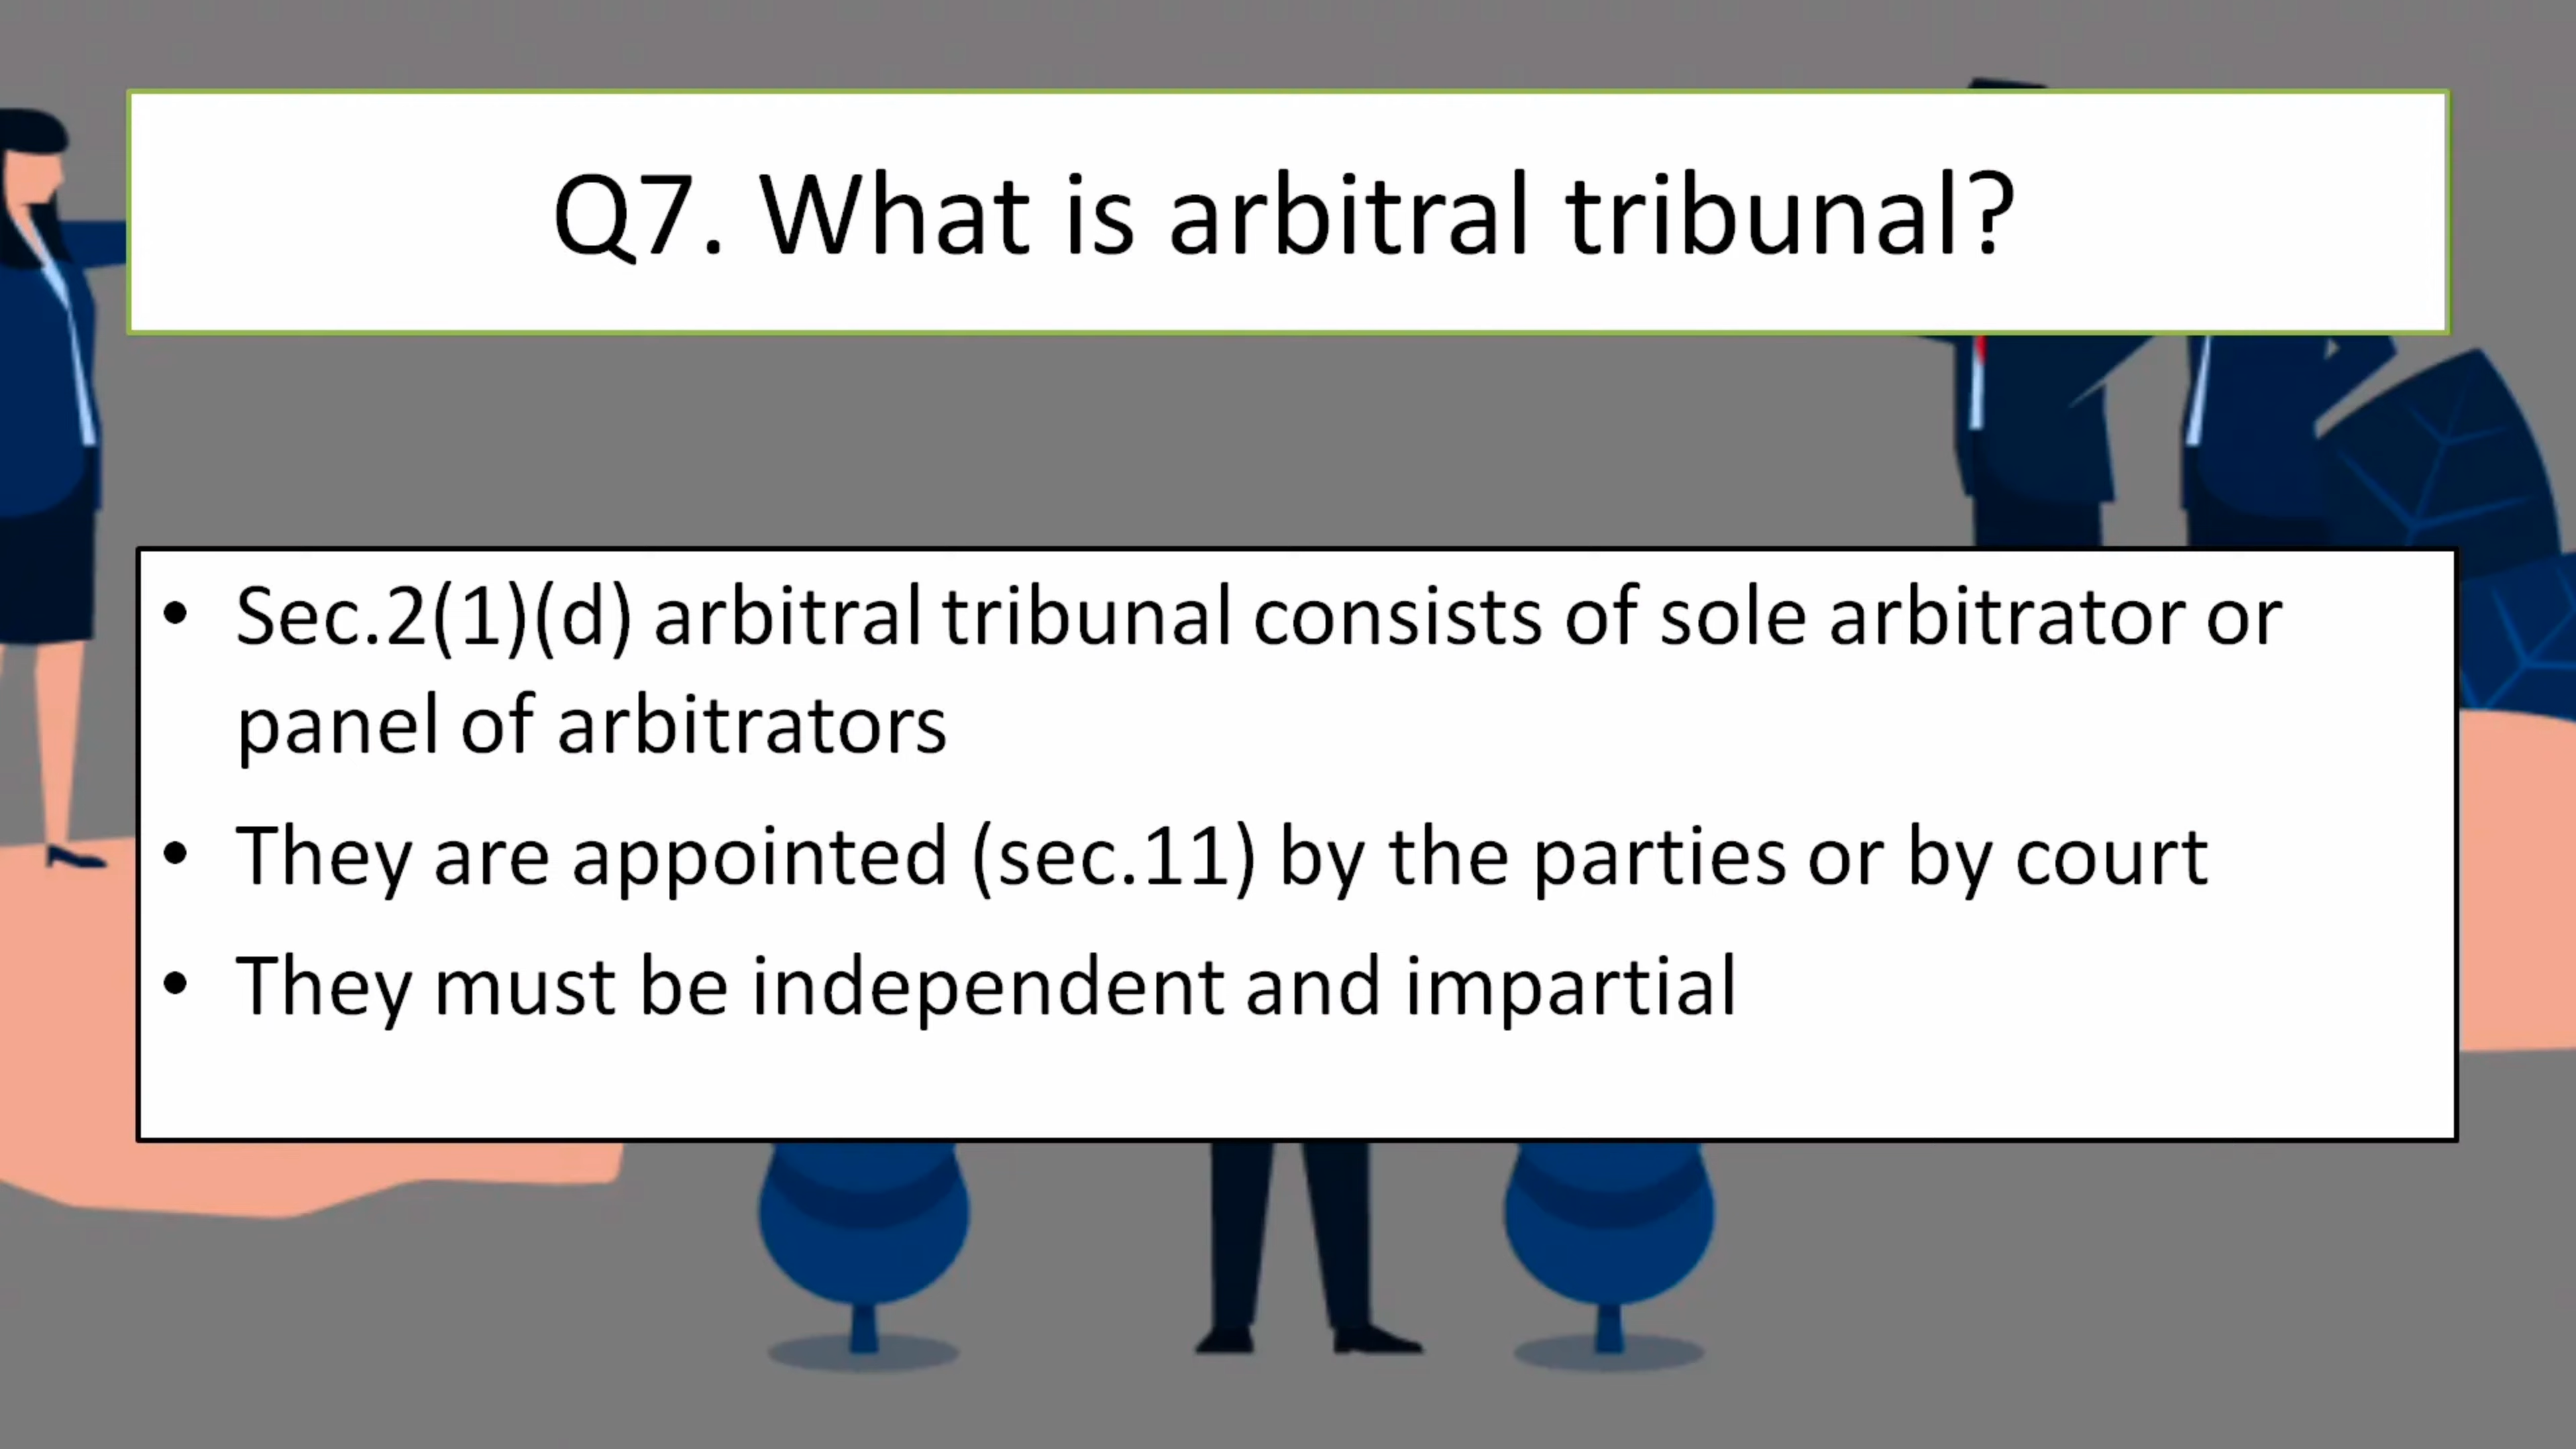 Q7. What is arbitral tribunal?
• Sec.2(1)(d) arbitral tribunal consists of sole arbitrator or
panel of arbitrators
• They are appointed (sec.11) by the parties or by court
• They must be independent and impartial